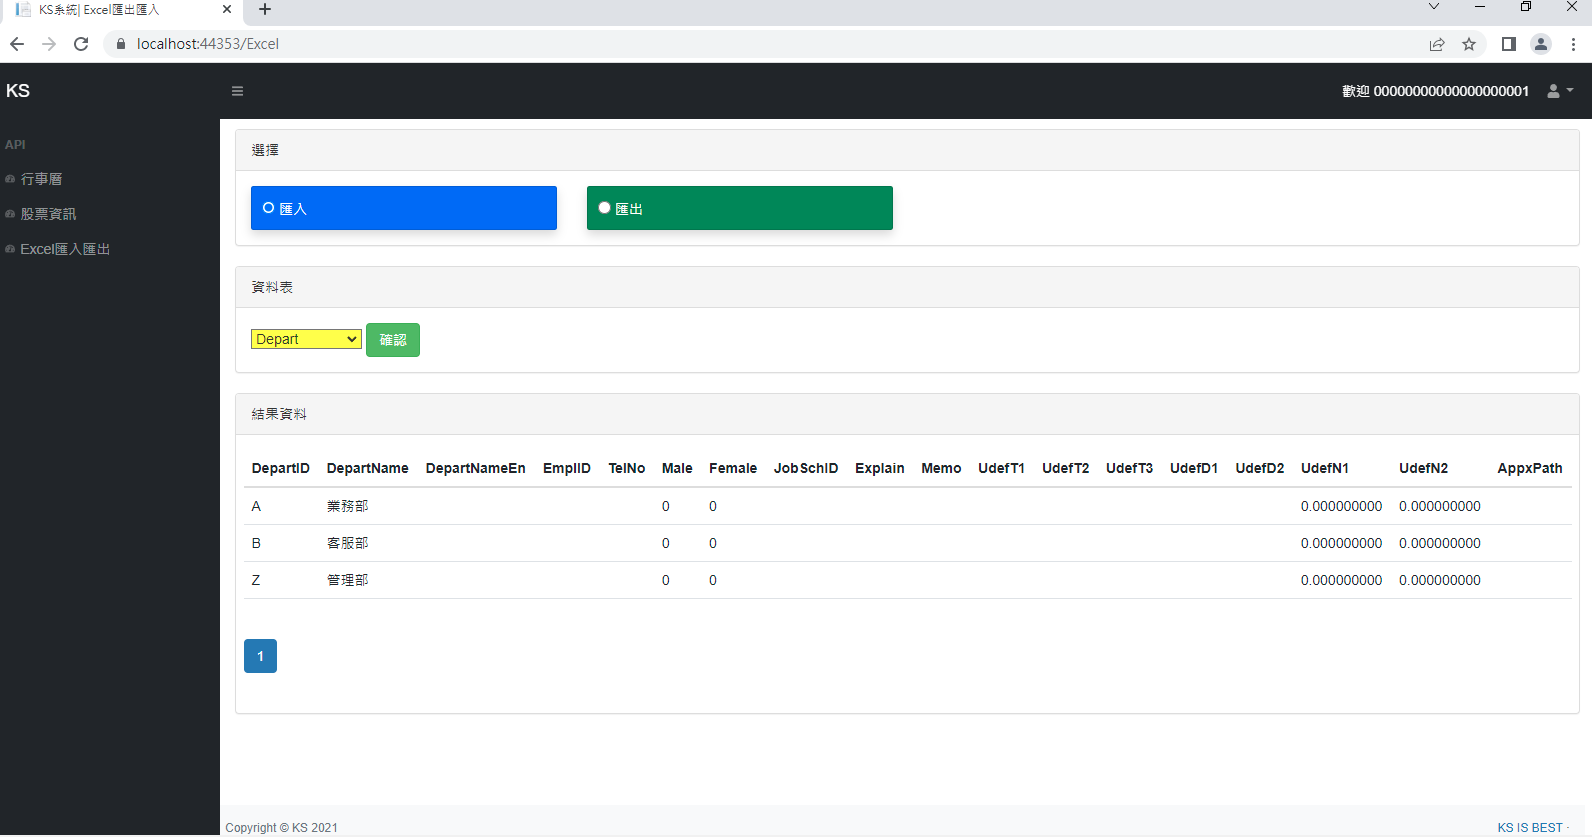 KS系統| Excel匯出匯入
localhost:44353/Excel
KS
歡迎 00000000000000000001
API
行事曆
股票資訊
Excel匯入匯出
選擇
匯入
匯出
資料表
Depart
確認
結果資料
DepartID DepartName DepartNameEn EmplID TelNo Male Female JobSchID Explain Memo UdefT1 UdefT2 UdefT3 UdefD1 UdefD2 UdefN1 UdefN2 AppxPath
A 業務部 0 0 0.000000000 0.000000000
B 客服部 0 0 0.000000000 0.000000000
Z 管理部 0 0 0.000000000 0.000000000
1
Copyright © KS 2021
KS IS BEST ·